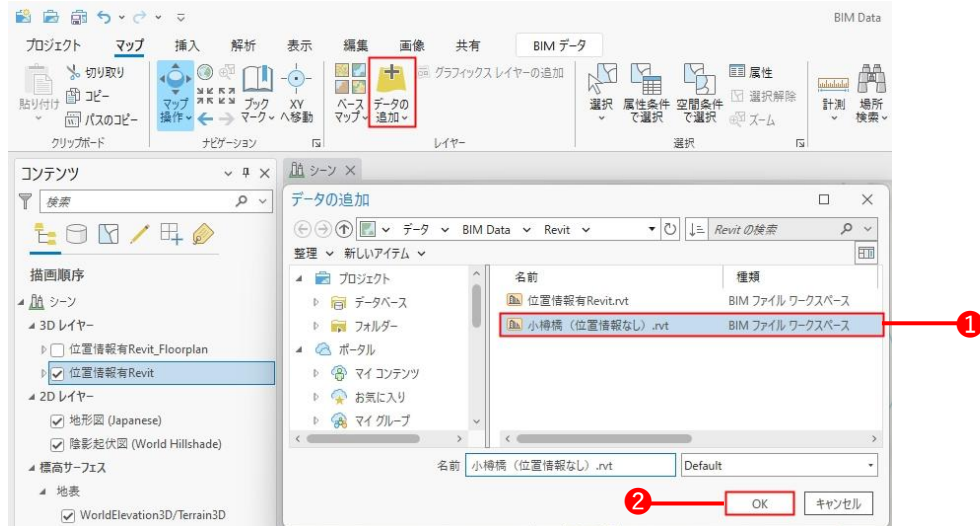 BIM Data
プロジェクト マップ 挿入 解析 表示 編集 画像 共有 BIM データ
貼り付け
切り取り
コピー
パスのコピー
クリップボード
マップ操作
ブックマーク
XY へ移動
ナビゲーション
ベースマップ
データの追加
グラフィックス レイヤーの追加
レイヤー
選択
属性条件で選択
空間条件で選択
属性
選択解除
ズーム
選択
計測
場所検索
コンテンツ
検索
描画順序
シーン
3D レイヤー
位置情報有Revit_Floorplan
位置情報有Revit
2D レイヤー
地形図 (Japanese)
陰影起伏図 (World Hillshade)
標高サーフェス
地表
WorldElevation3D/Terrain3D
シーン
データの追加
データ BIM Data Revit
Revit の検索
整理 新しいアイテム
プロジェクト
データベース
フォルダー
ポータル
マイ コンテンツ
お気に入り
マイ グループ
名前 種類
位置情報有Revit.rvt BIM ファイル ワークスペース
小樽橋（位置情報なし）.rvt BIM ファイル ワークスペース
1
名前 小樽橋（位置情報なし）.rvt Default
2
OK キャンセル